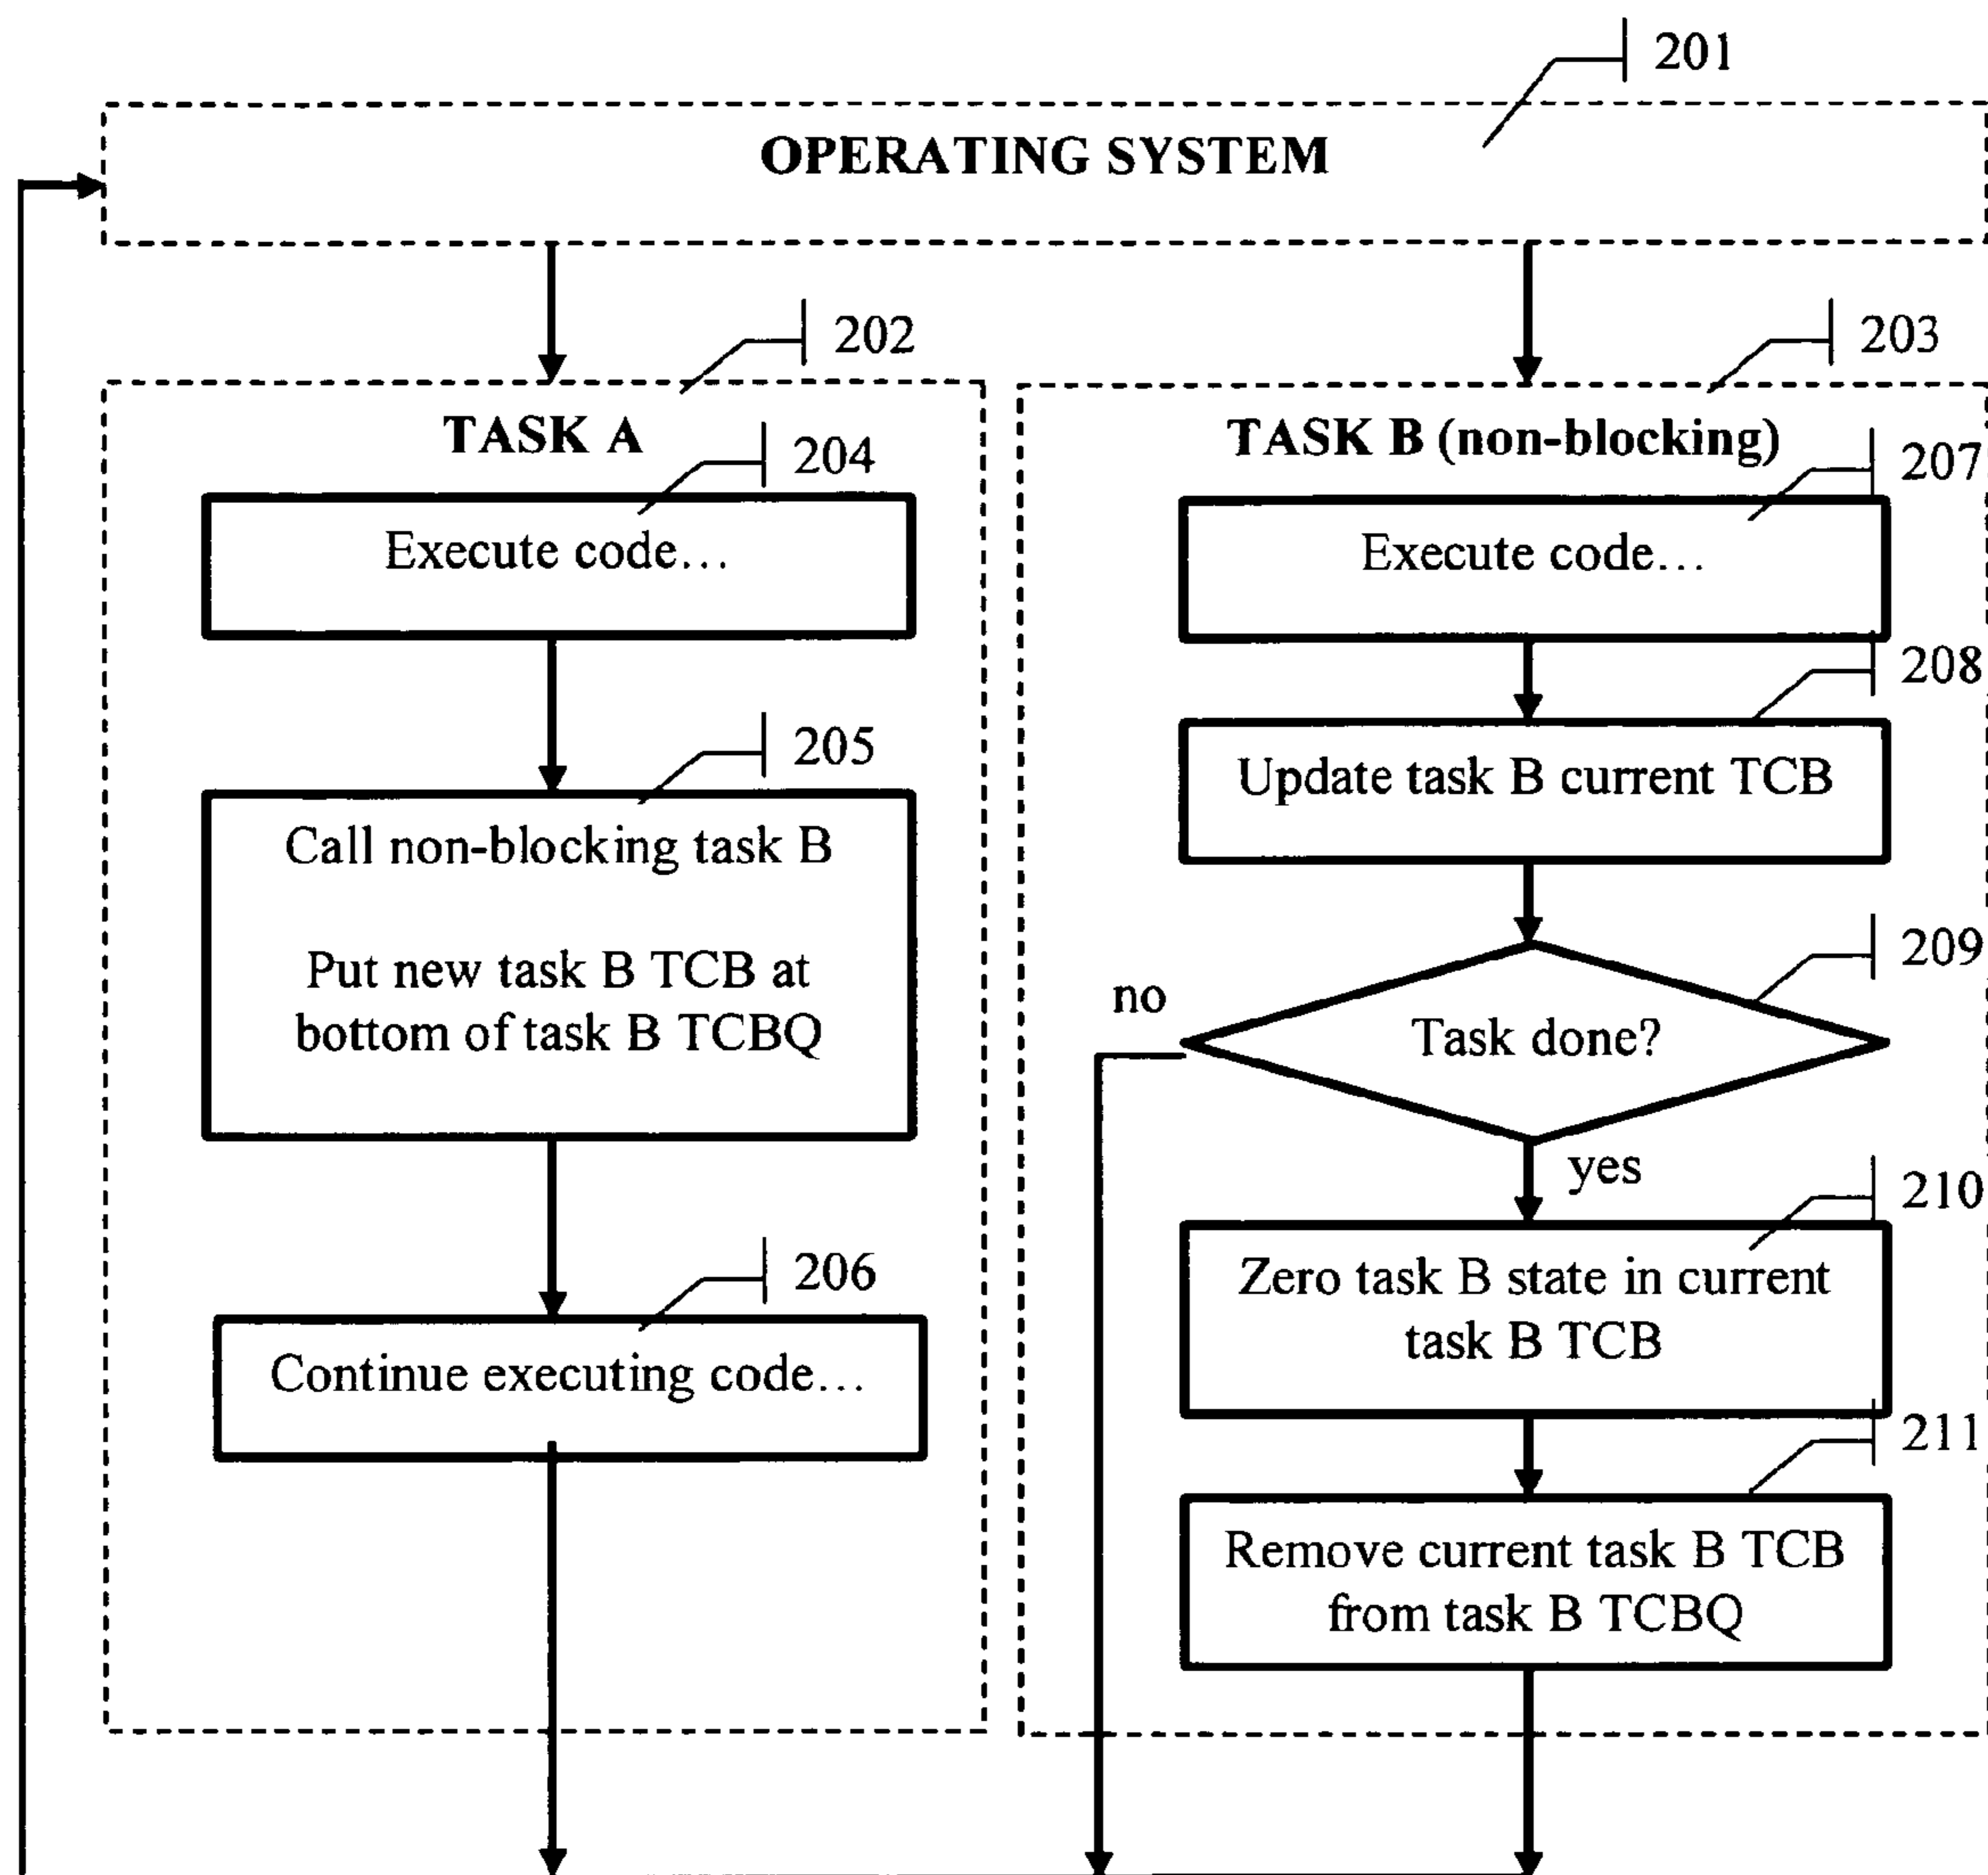 201
OPERATING SYSTEM
202
TASK A
204
Execute code…
205
Call non-blocking task B
Put new task B TCB at
bottom of task B TCBQ
206
Continue executing code…
203
TASK B (non-blocking)
207
Execute code…
208
Update task B current TCB
209
no
Task done?
yes
210
Zero task B state in current
task B TCB
211
Remove current task B TCB
from task B TCBQ